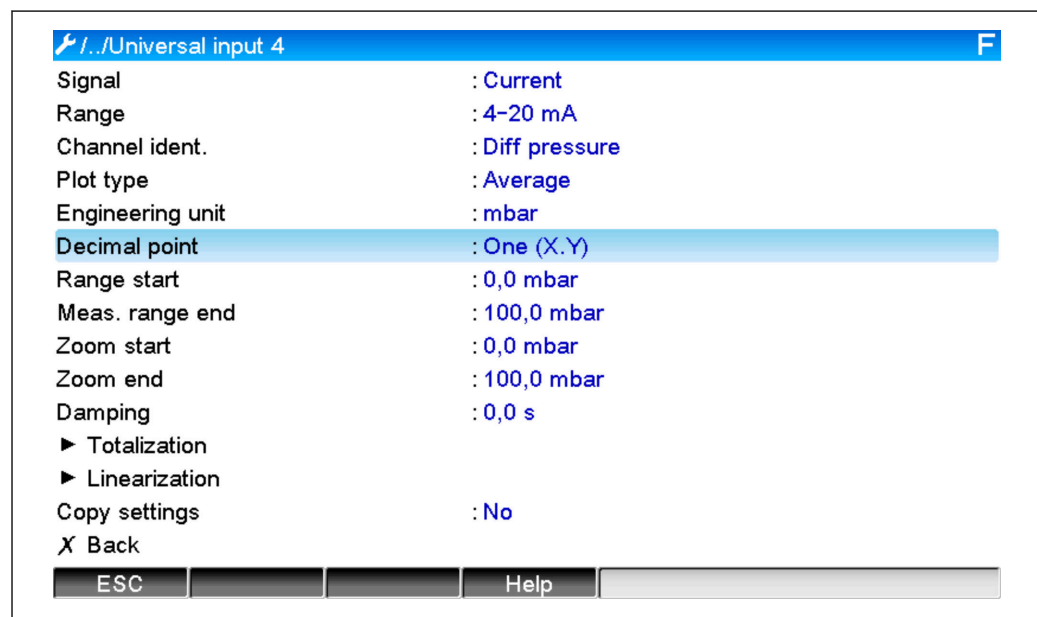 /../Universal input 4 F
Signal : Current
Range : 4-20 mA
Channel ident. : Diff pressure
Plot type : Average
Engineering unit : mbar
Decimal point : One (X.Y)
Range start : 0,0 mbar
Meas. range end : 100,0 mbar
Zoom start : 0,0 mbar
Zoom end : 100,0 mbar
Damping : 0,0 s
► Totalization
► Linearization
Copy settings : No
X Back
ESC Help